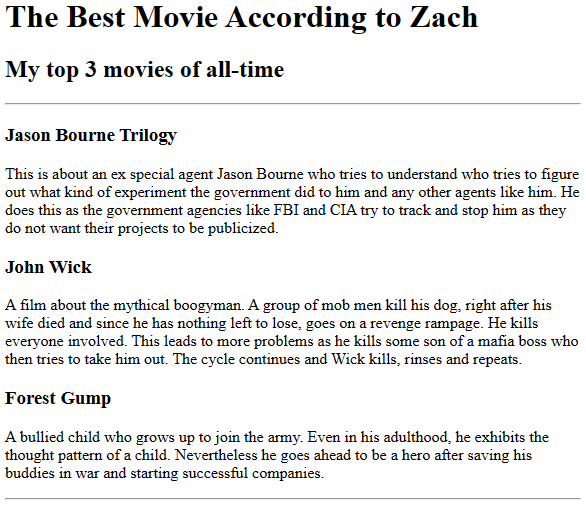 The Best Movie According to Zach
My top 3 movies of all-time
Jason Bourne Trilogy
This is about an ex special agent Jason Bourne who tries to understand who tries to figure
out what kind of experiment the government did to him and any other agents like him. He
does this as the government agencies like FBI and CIA try to track and stop him as they
do not want their projects to be publicized.
John Wick
A film about the mythical boogyman. A group of mob men kill his dog, right after his
wife died and since he has nothing left to lose, goes on a revenge rampage. He kills
everyone involved. This leads to more problems as he kills some son of a mafia boss who
then tries to take him out. The cycle continues and Wick kills, rinses and repeats.
Forest Gump
A bullied child who grows up to join the army. Even in his adulthood, he exhibits the
thought pattern of a child. Nevertheless he goes ahead to be a hero after saving his
buddies in war and starting successful companies.